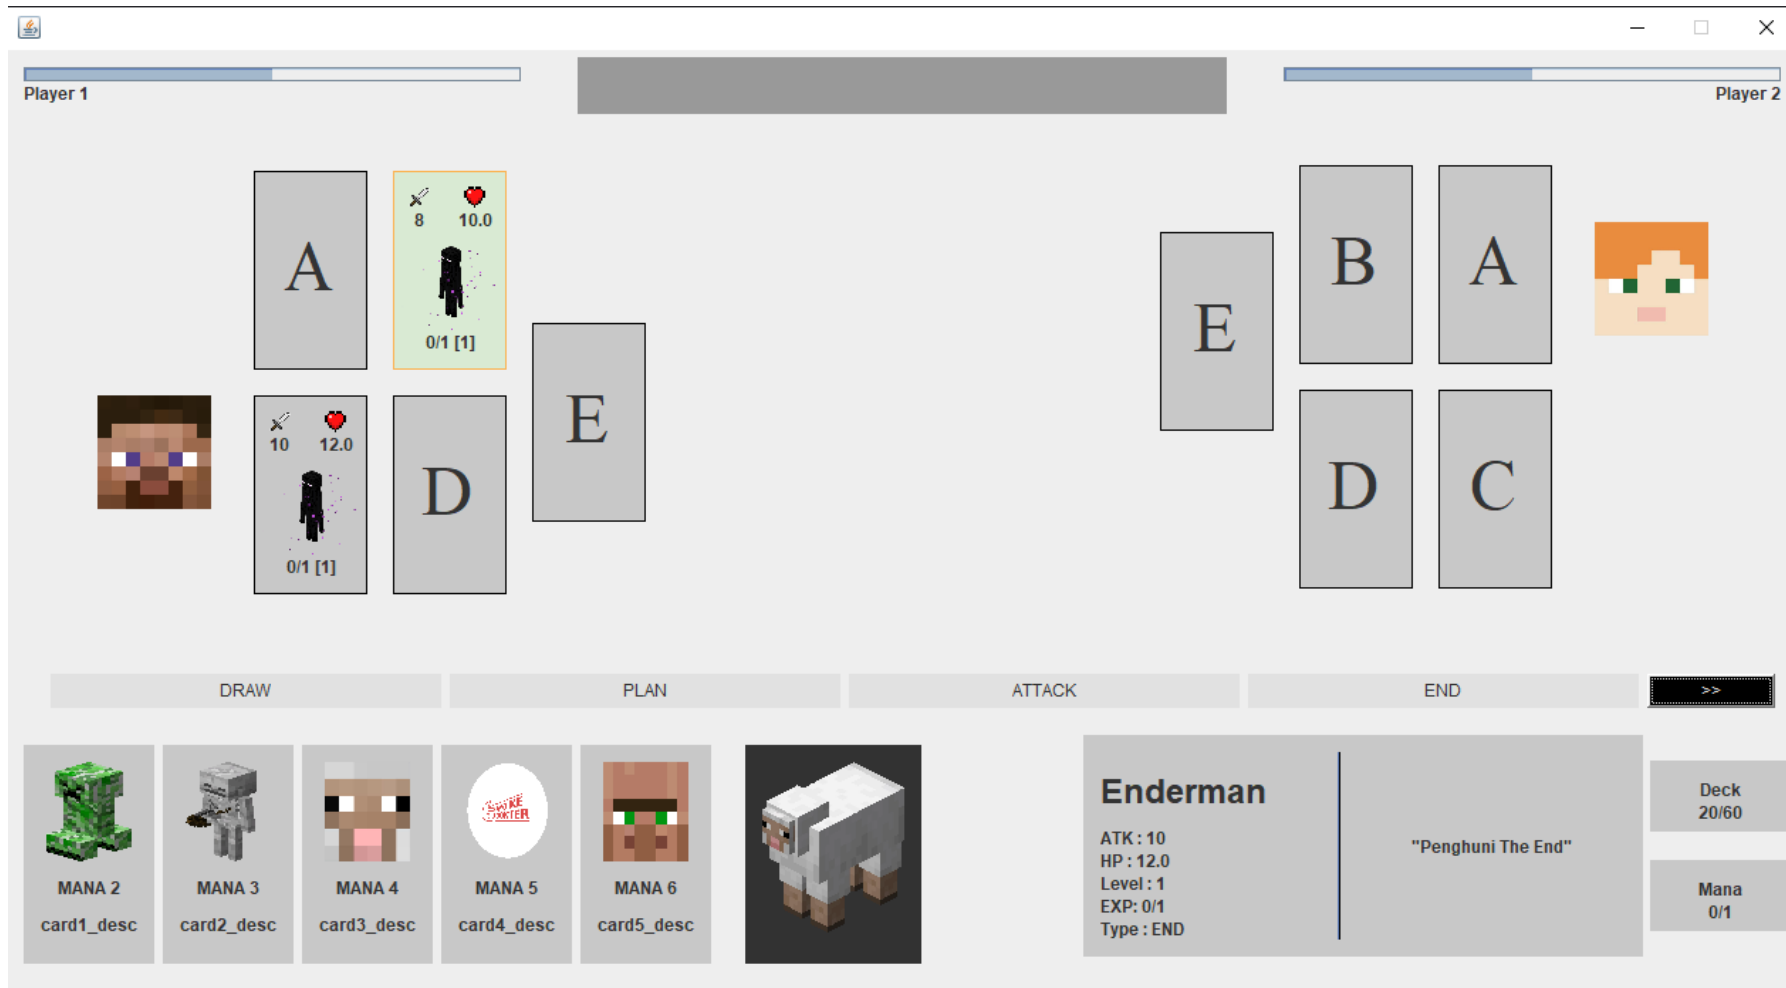 Player 1
Player 2
A
8 10.0
0/1 [1]
E
10 12.0
0/1 [1]
D
E
B
A
D
C
DRAW
PLAN
ATTACK
END
>>
MANA 2
card1_desc
MANA 3
card2_desc
MANA 4
card3_desc
MANA 5
card4_desc
MANA 6
card5_desc
Enderman
ATK : 10
HP : 12.0
Level : 1
EXP: 0/1
Type : END
"Penghuni The End"
Deck
20/60
Mana
0/1